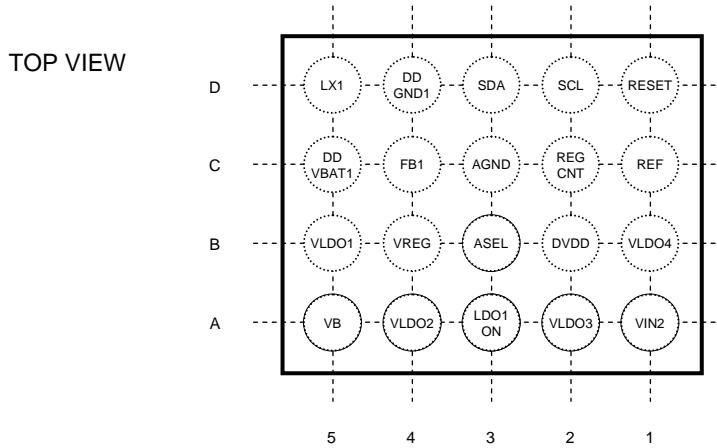 TOP VIEW
D
LX1
DD
GND1
SDA
SCL
RESET
C
DD
VBAT1
FB1
AGND
REG
CNT
REF
B
VLDO1
VREG
ASEL
DVDD
VLDO4
A
VB
VLDO2
LDO1
ON
VLDO3
VIN2
5 4 3 2 1